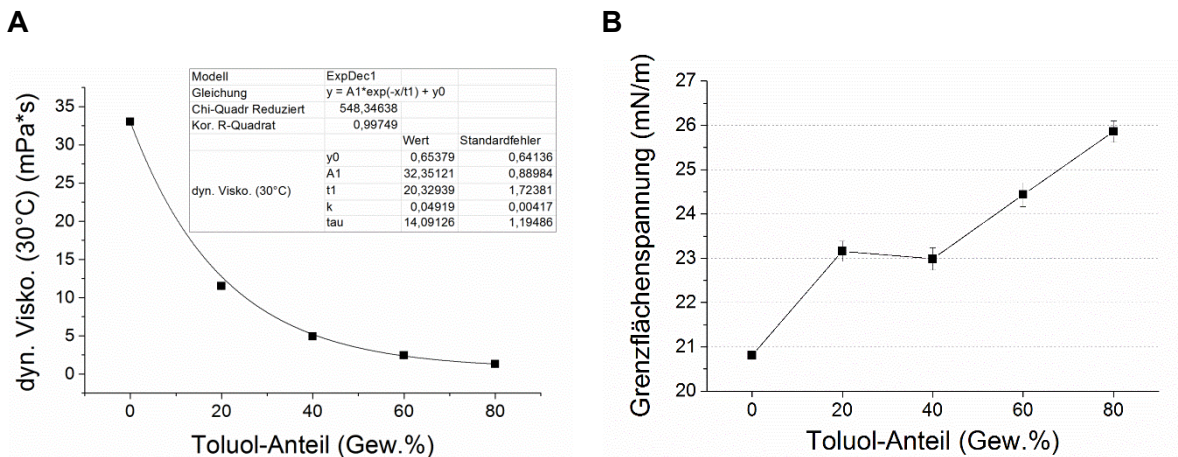 A
Modell ExpDec1
Gleichung y = A1*exp(-x/t1) + y0
Chi-Quadr Reduziert 548,34638
Kor. R-Quadrat 0,99749
Wert Standardfehler
y0 0,65379 0,64136
A1 32,35121 0,88984
dyn. Visko. (30°C) t1 20,32939 1,72381
k 0,04919 0,00417
tau 14,09126 1,19486
dyn. Visko. (30°C) (mPa*s)
35
30
25
20
15
10
5
0
0 20 40 60 80
Toluol-Anteil (Gew.%)
B
Grenzflächenspannung (mN/m)
27
26
25
24
23
22
21
20
0 20 40 60 80
Toluol-Anteil (Gew.%)